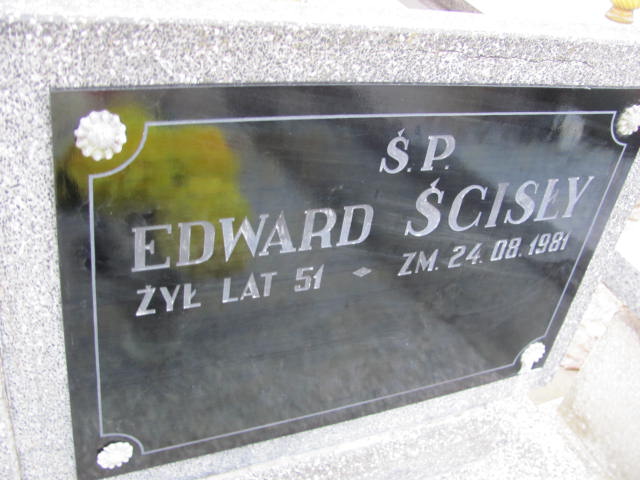 Ś.P.
EDWARD ŚCISŁY
ŻYŁ LAT 51 ⬥ ZM. 24.08.1981